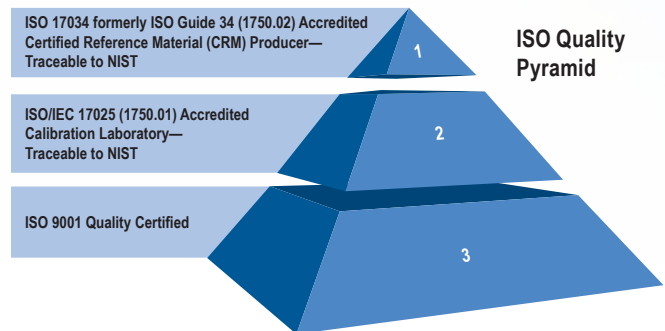 ISO 17034 formerly ISO Guide 34 (1750.02) Accredited
Certified Reference Material (CRM) Producer—
Traceable to NIST
1
ISO Quality
Pyramid
ISO/IEC 17025 (1750.01) Accredited
Calibration Laboratory—
Traceable to NIST
2
ISO 9001 Quality Certified
3